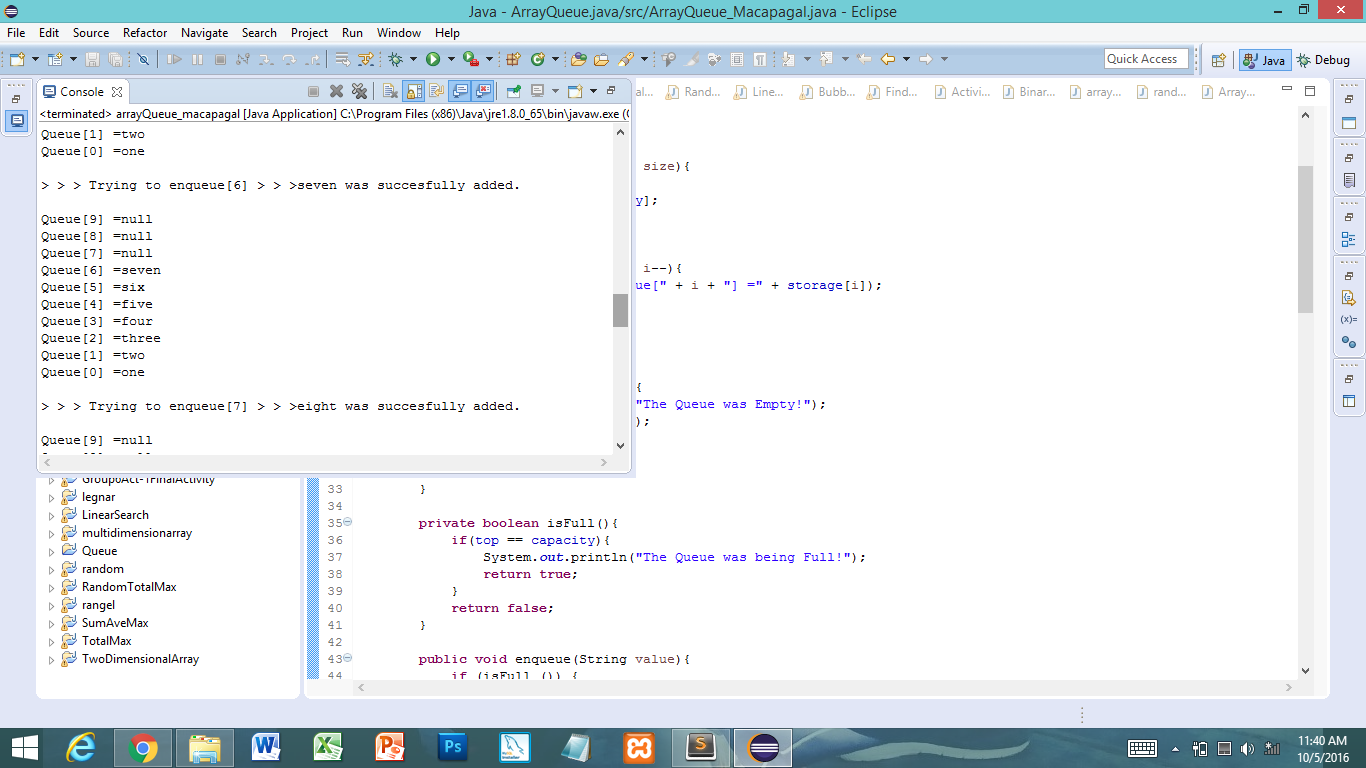 Java - ArrayQueue.java/src/ArrayQueue_Macapagal.java - Eclipse
File Edit Source Refactor Navigate Search Project Run Window Help
Quick Access
Java
Debug
Console
al... Rand... Line... Bubb... Find... Activi... Binar... array... rand... Array...
<terminated> arrayQueue_macapagal [Java Application] C:\Program Files (x86)\Java\jre1.8.0_65\bin\javaw.exe (
Queue[1] =two
Queue[0] =one
> > > Trying to enqueue[6] > > >seven was succesfully added.
Queue[9] =null
Queue[8] =null
Queue[7] =null
Queue[6] =seven
Queue[5] =six
Queue[4] =five
Queue[3] =four
Queue[2] =three
Queue[1] =two
Queue[0] =one
> > > Trying to enqueue[7] > > >eight was succesfully added.
Queue[9] =null
size){
y];
i--){
ue[" + i + "] =" + storage[i]);
{
"The Queue was Empty!");
);
GroupoAct-1FinalActivity
legnar
LinearSearch
multidimensionarray
Queue
random
RandomTotalMax
rangel
SumAveMax
TotalMax
TwoDimensionalArray
33 }
34
35 private boolean isFull(){
36 if(top == capacity){
37 System.out.println("The Queue was being Full!");
38 return true;
39 }
40 return false;
41 }
42
43 public void enqueue(String value){
44 if (isFull ()) {
(x)=
11:40 AM
10/5/2016